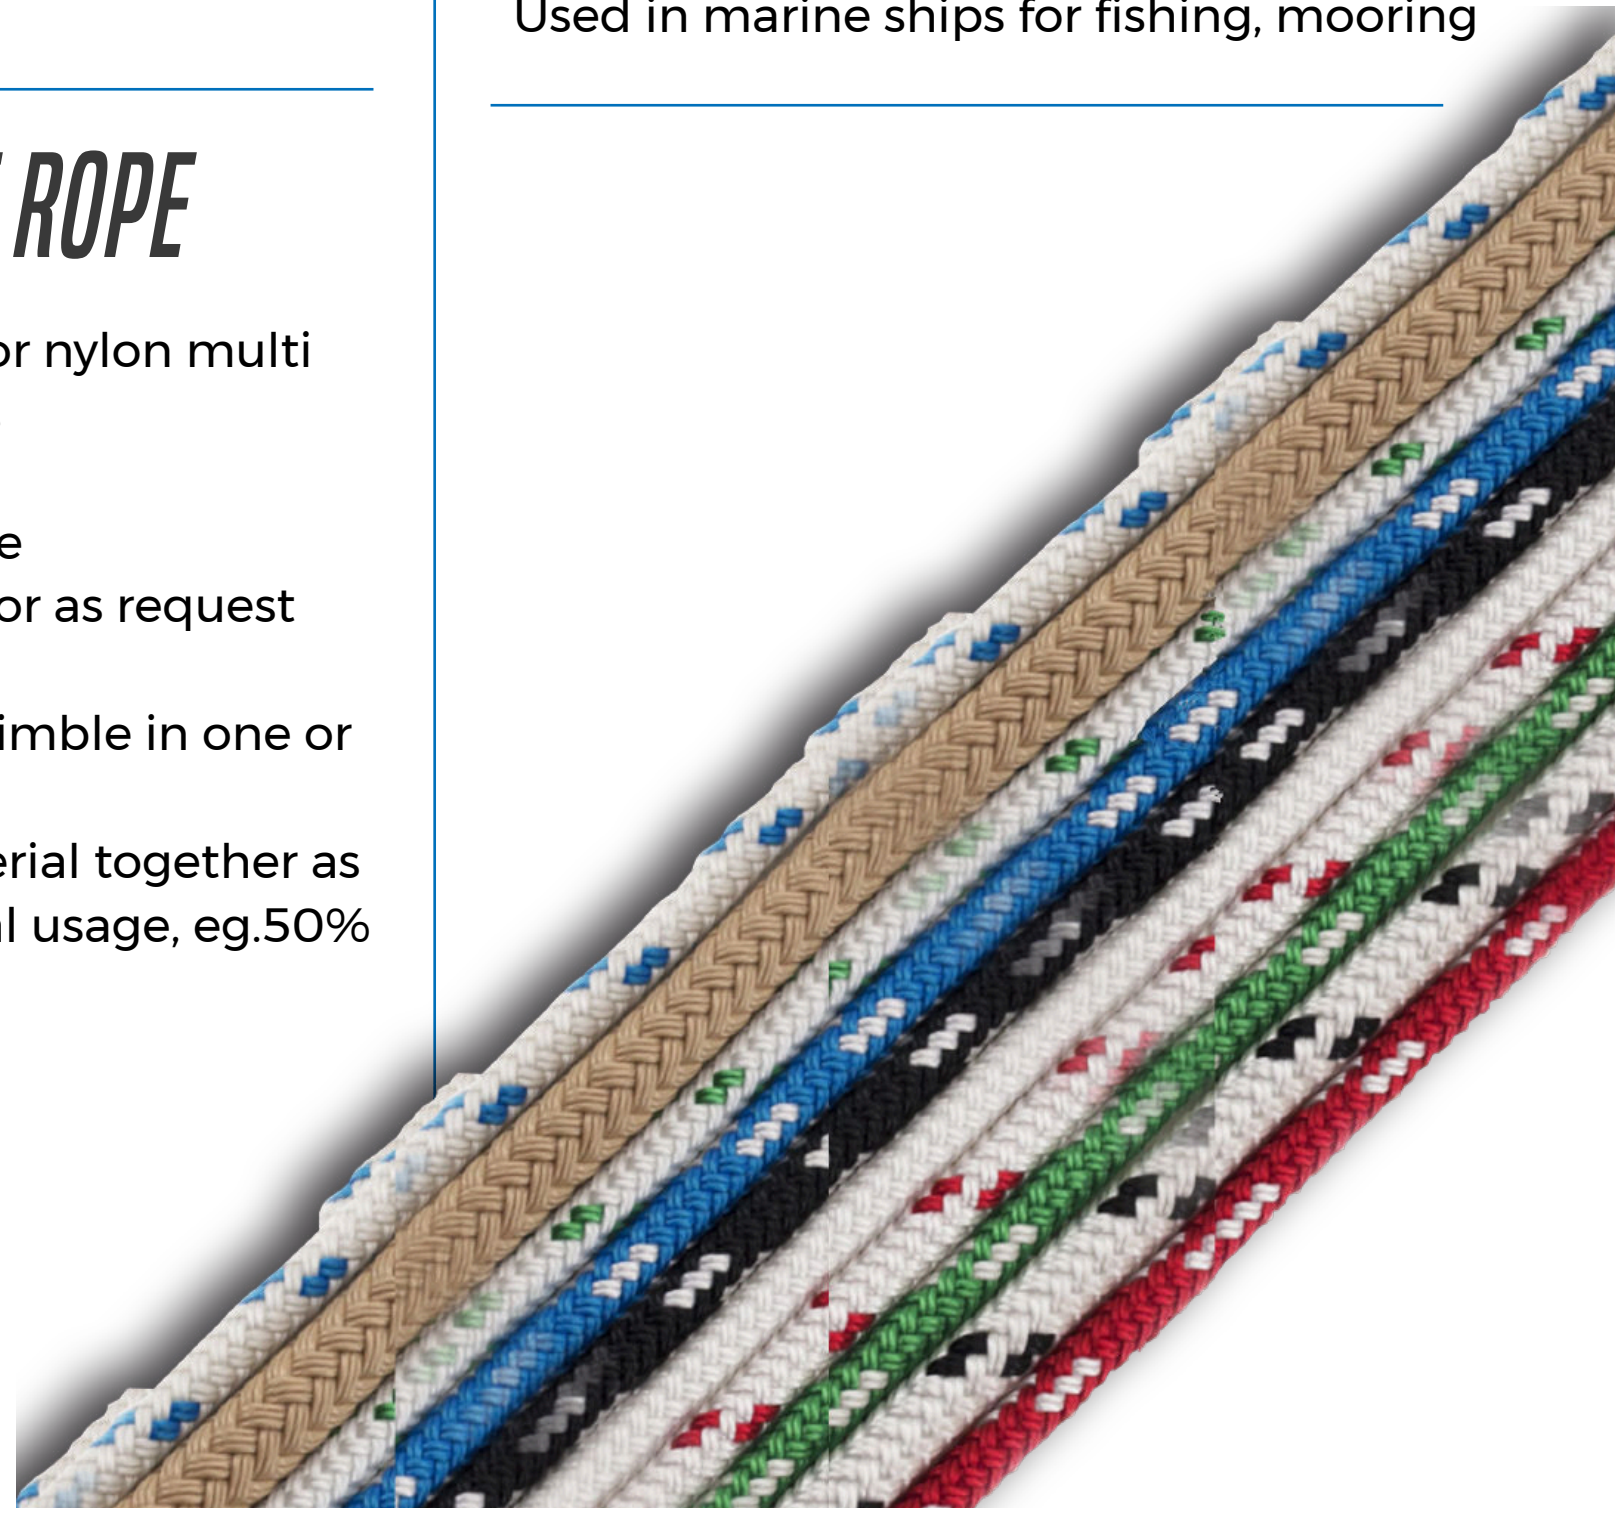 Used in marine ships for fishing, mooring
ROPE
or nylon multi
e
or as request
imble in one or
erial together as
l usage, eg.50%